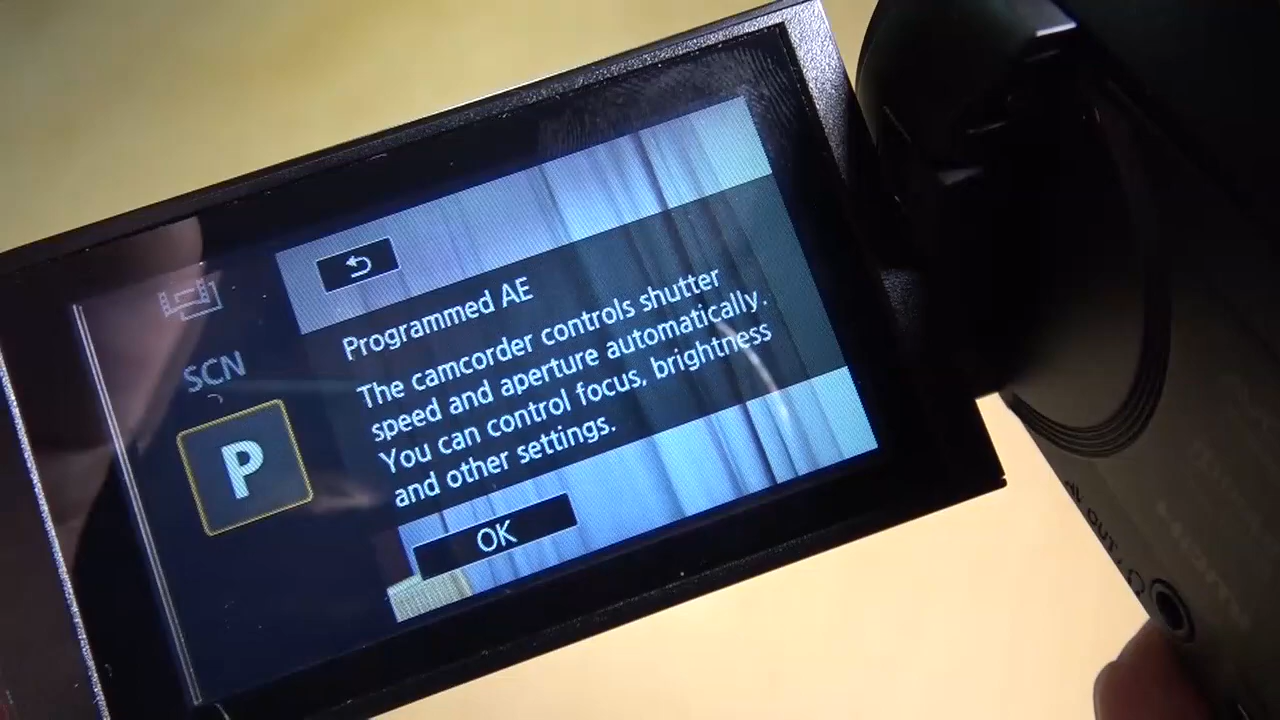 Programmed AE
The camcorder controls shutter
speed and aperture automatically.
You can control focus, brightness
and other settings.
SCN
P
OK
OUT